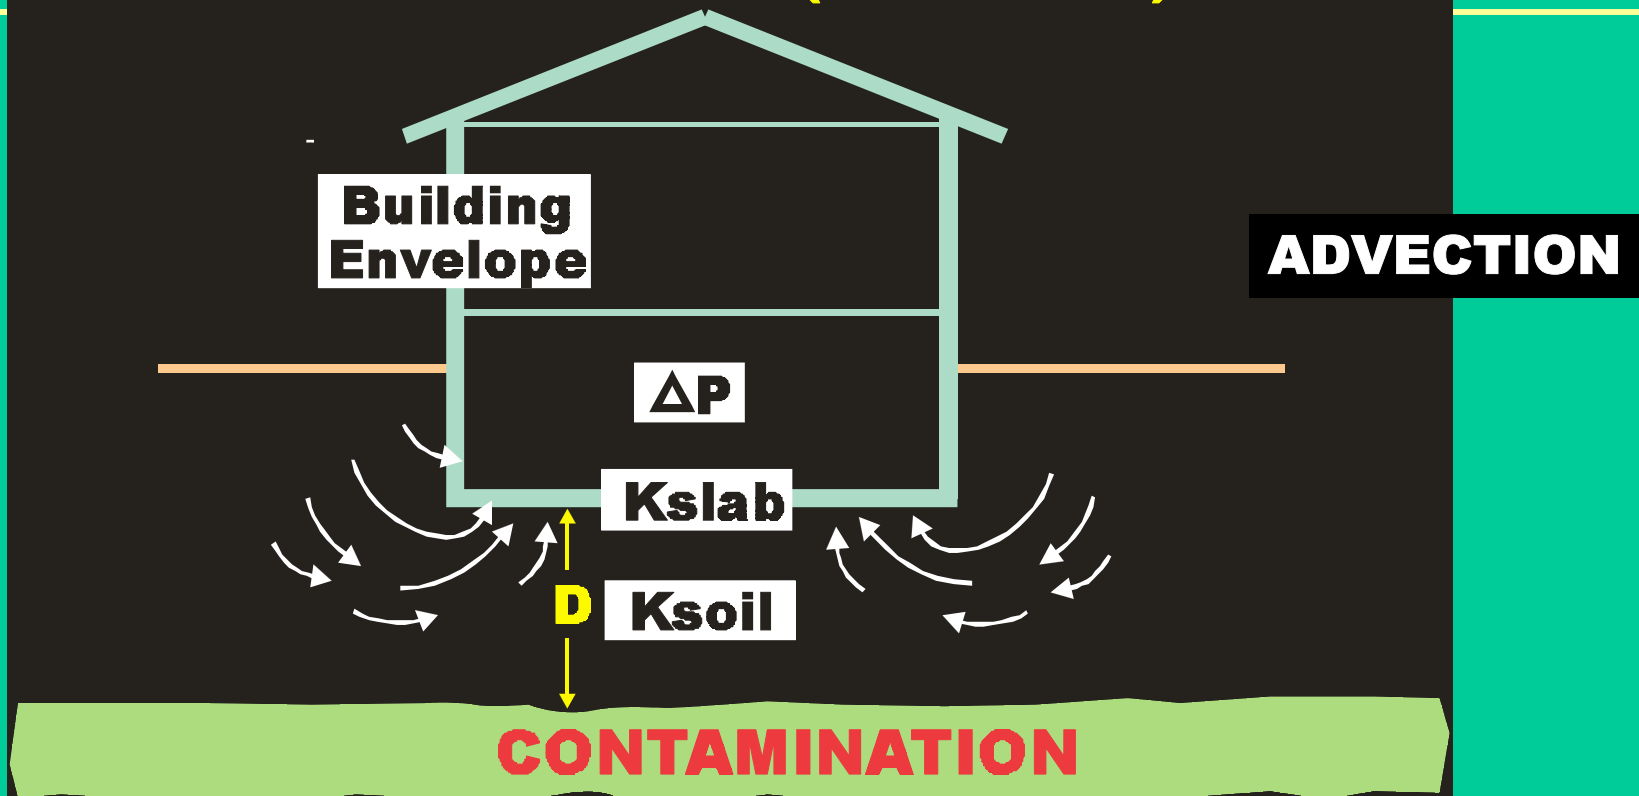 Building
Envelope
ADVECTION
ΔP
Kslab
D
Ksoil
CONTAMINATION